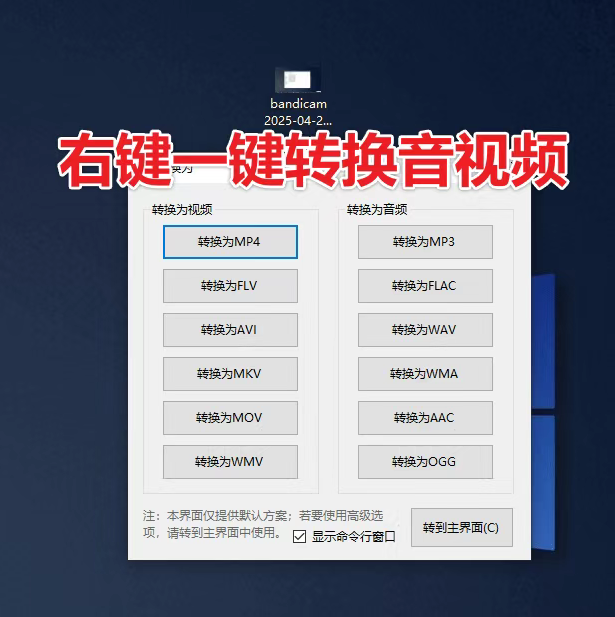 bandicam
2025-04-2...
右键一键转换音视频
换为
转换为视频
转换为MP4
转换为FLV
转换为AVI
转换为MKV
转换为MOV
转换为WMV
转换为音频
转换为MP3
转换为FLAC
转换为WAV
转换为WMA
转换为AAC
转换为OGG
注：本界面仅提供默认方案；若要使用高级选
项，请转到主界面中使用。
显示命令行窗口
转到主界面(C)